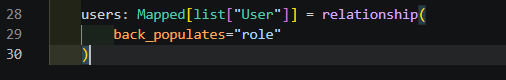 28 users: Mapped[list["User"]] = relationship(
29 back_populates="role"
30 )